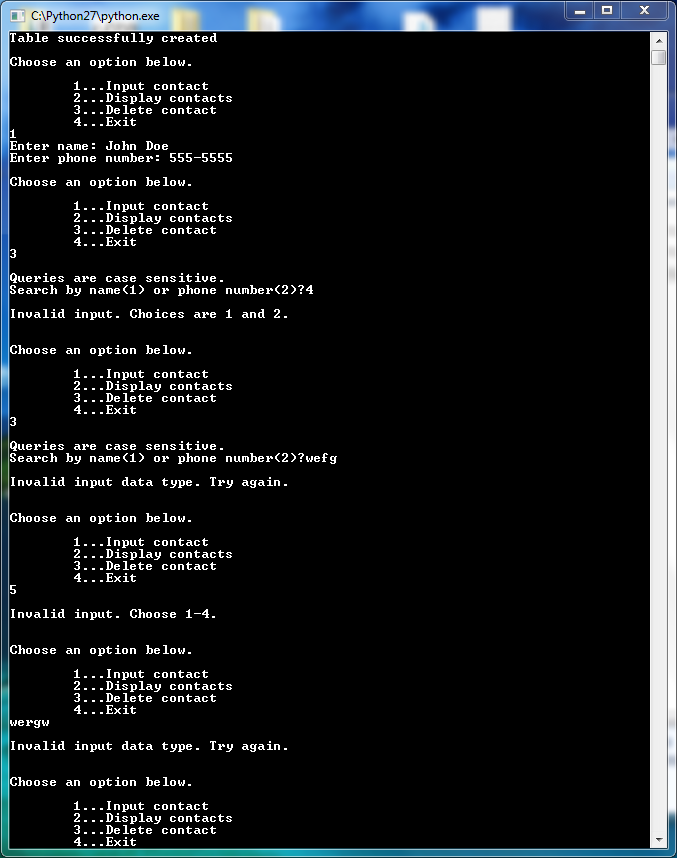 C:\Python27\python.exe
Table successfully created
Choose an option below.
1...Input contact
2...Display contacts
3...Delete contact
4...Exit
1
Enter name: John Doe
Enter phone number: 555-5555
Choose an option below.
1...Input contact
2...Display contacts
3...Delete contact
4...Exit
3
Queries are case sensitive.
Search by name(1) or phone number(2)?4
Invalid input. Choices are 1 and 2.
Choose an option below.
1...Input contact
2...Display contacts
3...Delete contact
4...Exit
3
Queries are case sensitive.
Search by name(1) or phone number(2)?wefg
Invalid input data type. Try again.
Choose an option below.
1...Input contact
2...Display contacts
3...Delete contact
4...Exit
5
Invalid input. Choose 1-4.
Choose an option below.
1...Input contact
2...Display contacts
3...Delete contact
4...Exit
wergw
Invalid input data type. Try again.
Choose an option below.
1...Input contact
2...Display contacts
3...Delete contact
4...Exit